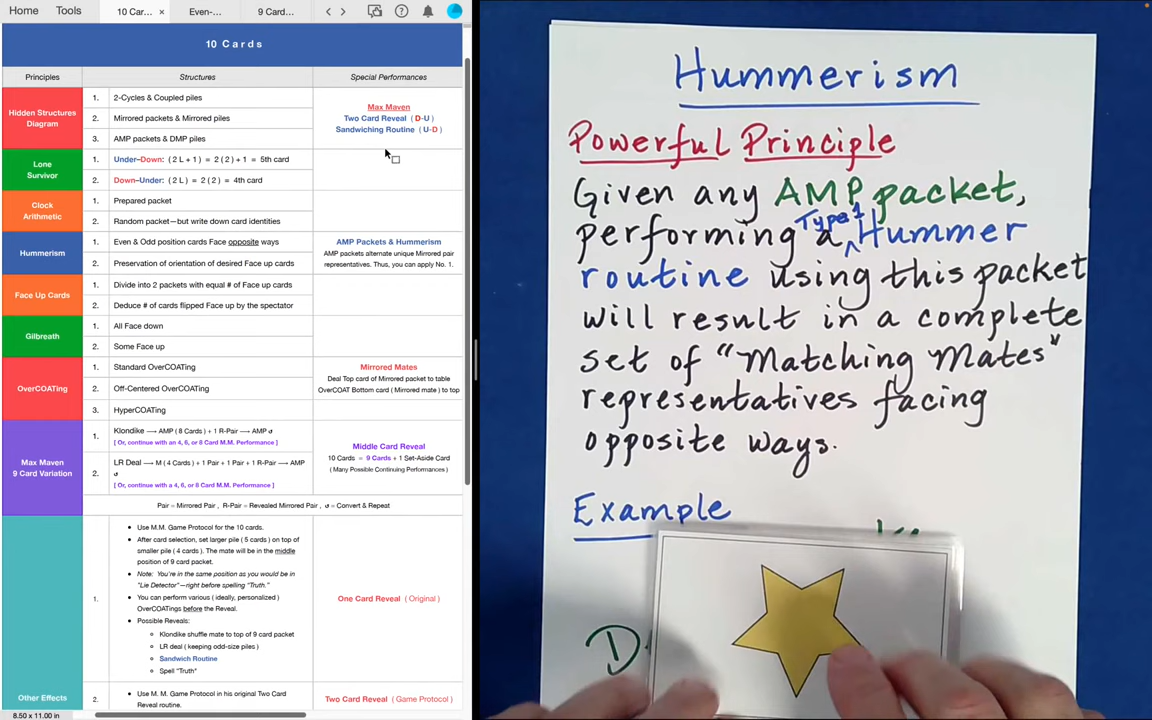 Home Tools 10 Car... × Even-... 9 Card...
10 Cards
Principles Structures Special Performances
Hidden Structures
Diagram
1. 2-Cycles & Coupled piles
2. Mirrored packets & Mirrored piles
3. AMP packets & DMP piles
Max Maven
Two Card Reveal ( D-U )
Sandwiching Routine ( U-D )
Lone
Survivor
1. Under–Down: ( 2 L + 1 ) = 2 ( 2 ) + 1 = 5th card
2. Down–Under: ( 2 L ) = 2 ( 2 ) = 4th card
Clock
Arithmetic
1. Prepared packet
2. Random packet—but write down card identities
Hummerism
1. Even & Odd position cards Face opposite ways
2. Preservation of orientation of desired Face up cards
AMP Packets & Hummerism
AMP packets alternate unique Mirrored pair
representatives. Thus, you can apply No. 1.
Face Up Cards
1. Divide into 2 packets with equal # of Face up cards
2. Deduce # of cards flipped Face up by the spectator
Gilbreath
1. All Face down
2. Some Face up
OverCOATing
1. Standard OverCOATing
2. Off-Centered OverCOATing
3. HyperCOATing
Mirrored Mates
Deal Top card of Mirrored packet to table
OverCOAT Bottom card ( Mirrored mate ) to top
Max Maven
9 Card Variation
1. Klondike → AMP ( 8 Cards ) + 1 R-Pair → AMP ↺
[ Or, continue with an 4, 6, or 8 Card M.M. Performance ]
2. LR Deal → M ( 4 Cards ) + 1 Pair + 1 Pair + 1 R-Pair → AMP
↺
[ Or, continue with a 4, 6, or 8 Card M.M. Performance ]
Middle Card Reveal
10 Cards = 9 Cards + 1 Set-Aside Card
( Many Possible Continuing Performances )
Pair = Mirrored Pair , R-Pair = Revealed Mirrored Pair , ↺ = Convert & Repeat
Other Effects
1.
• Use M.M. Game Protocol for the 10 cards.
• After card selection, set larger pile ( 5 cards ) on top of
smaller pile ( 4 cards ). The mate will be in the middle
position of 9 card packet.
• Note: You're in the same position as you would be in
"Lie Detector"—right before spelling "Truth."
• You can perform various ( ideally, personalized )
OverCOATings before the Reveal.
• Possible Reveals:
○ Klondike shuffle mate to top of 9 card packet
○ LR deal ( keeping odd-size piles )
○ Sandwich Routine
○ Spell "Truth"
One Card Reveal ( Original )
2.
• Use M. M. Game Protocol in his original Two Card
Reveal routine.
Two Card Reveal ( Game Protocol )
8.50 x 11.00 in
Hummerism
Powerful Principle
Given any AMP packet,
performing a Type 1 Hummer
routine using this packet
will result in a complete
set of "Matching Mates"
representatives facing
opposite ways.
Example
D